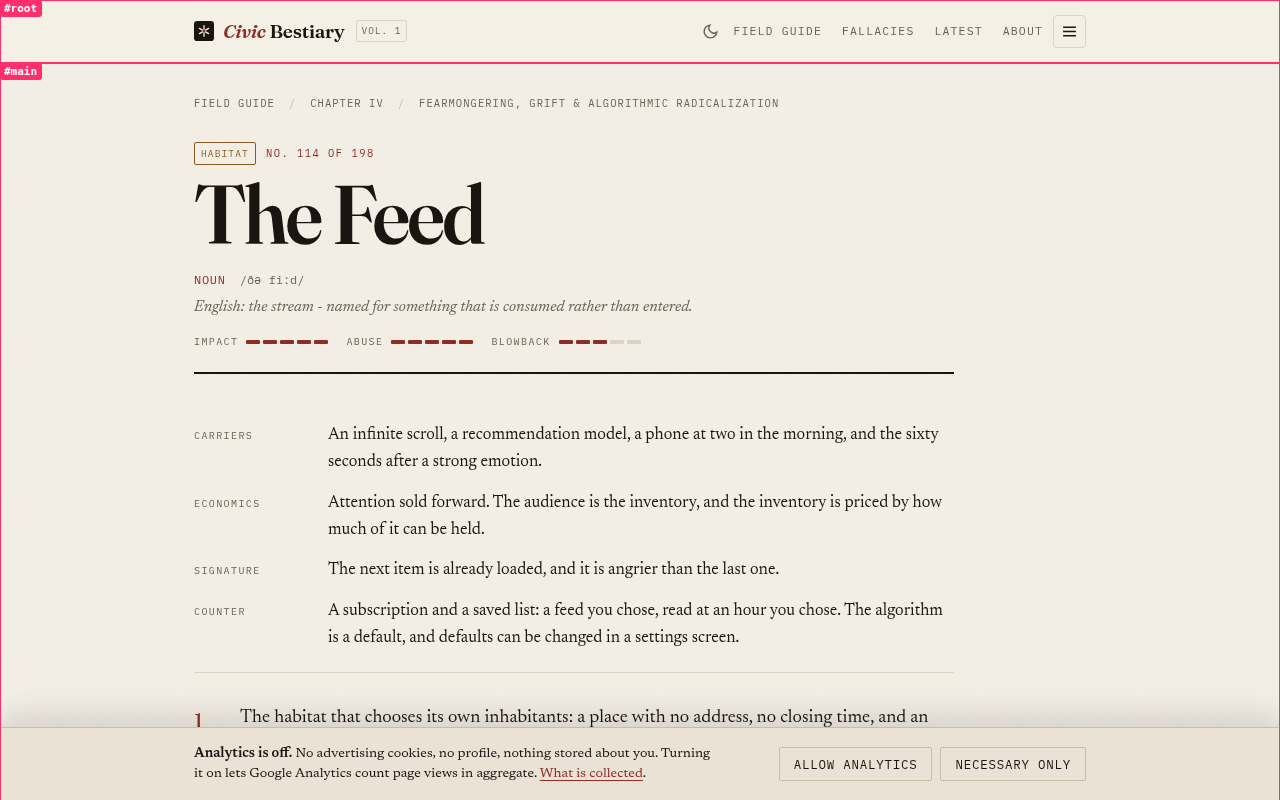 #root
Civic Bestiary VOL. 1 FIELD GUIDE FALLACIES LATEST ABOUT
#main
FIELD GUIDE / CHAPTER IV / FEARMONGERING, GRIFT & ALGORITHMIC RADICALIZATION
HABITAT NO. 114 OF 198
The Feed
NOUN /ðə fiːd/
English: the stream - named for something that is consumed rather than entered.
IMPACT ABUSE BLOWBACK
CARRIERS An infinite scroll, a recommendation model, a phone at two in the morning, and the sixty
seconds after a strong emotion.
ECONOMICS Attention sold forward. The audience is the inventory, and the inventory is priced by how
much of it can be held.
SIGNATURE The next item is already loaded, and it is angrier than the last one.
COUNTER A subscription and a saved list: a feed you chose, read at an hour you chose. The algorithm
is a default, and defaults can be changed in a settings screen.
1 The habitat that chooses its own inhabitants: a place with no address, no closing time, and an
Analytics is off. No advertising cookies, no profile, nothing stored about you. Turning
it on lets Google Analytics count page views in aggregate. What is collected.
ALLOW ANALYTICS NECESSARY ONLY